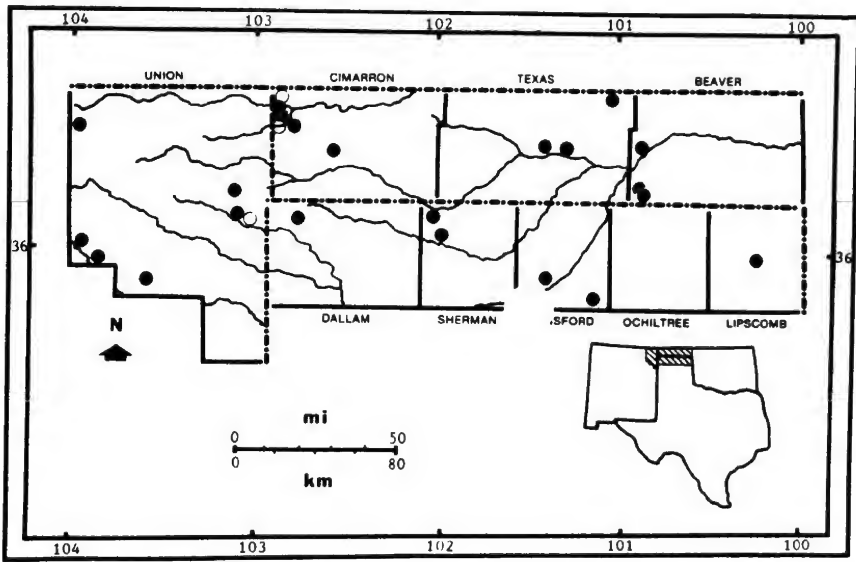 104 103 102 101 100
UNION CIMARRON TEXAS BEAVER
36 36
DALLAM SHERMAN .SFORD OCHILTREE LIPSCOMB
N
mi
0 50
0 80
km
104 103 102 101 100